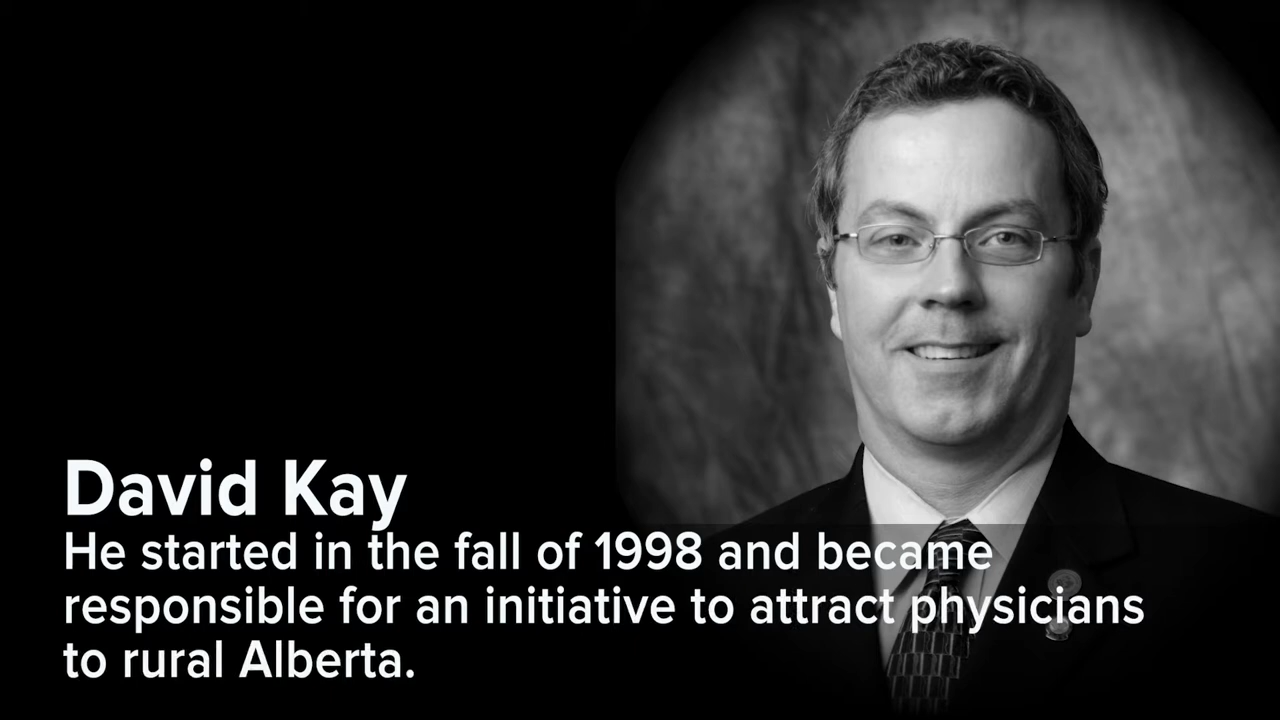 David Kay
He started in the fall of 1998 and became
responsible for an initiative to attract physicians
to rural Alberta.